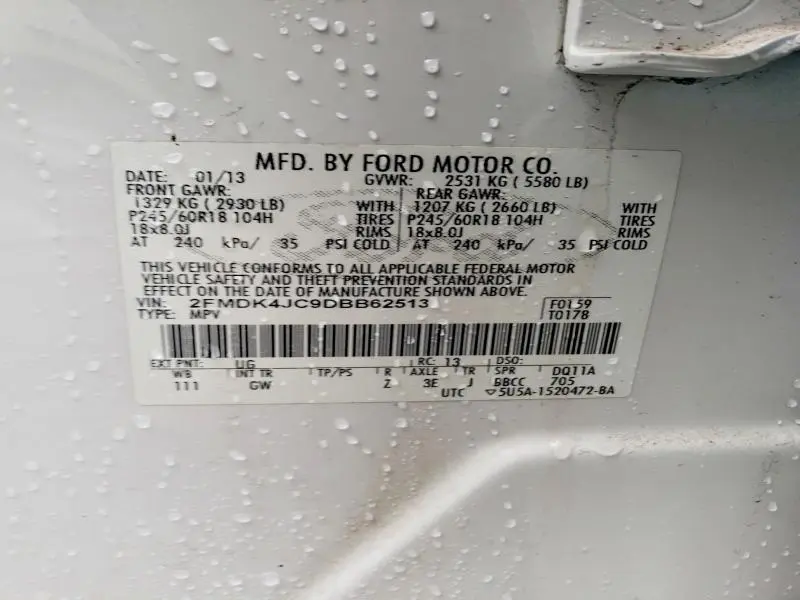 MFD. BY FORD MOTOR CO.
DATE: 01/13 GVWR: 2531 KG ( 5580 LB)
FRONT GAWR: REAR GAWR:
1329 KG ( 2930 LB) WITH 1207 KG ( 2660 LB) WITH
P245/60R18 104H TIRES P245/60R18 104H TIRES
18x8.0J RIMS 18x8.0J RIMS
AT 240 kPa/ 35 PSI COLD AT 240 kPa/ 35 PSI COLD
THIS VEHICLE CONFORMS TO ALL APPLICABLE FEDERAL MOTOR
VEHICLE SAFETY AND THEFT PREVENTION STANDARDS IN
EFFECT ON THE DATE OF MANUFACTURE SHOWN ABOVE.
VIN: 2FMDK4JC9DBB62513 F0159
TYPE: MPV T0178
EXT PNT: UG RC: 13 DSO:
WB INT TR TP/PS R AXLE TR SPR DQ11A
111 GW Z 3E J BBCC 705
UTC 5U5A-1520472-BA